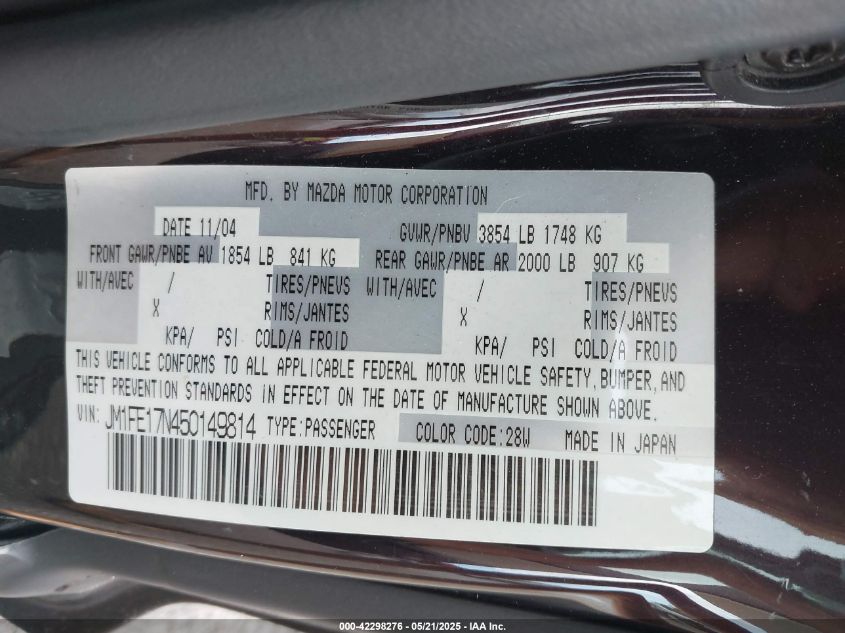 MFD. BY MAZDA MOTOR CORPORATION
DATE 11/04 GVWR/PNBV 3854 LB 1748 KG
FRONT GAWR/PNBE AV 1854 LB 841 KG REAR GAWR/PNBE AR 2000 LB 907 KG
WITH/AVEC / TIRES/PNEUS WITH/AVEC / TIRES/PNEUS
X RIMS/JANTES X RIMS/JANTES
KPA/ PSI COLD/A FROID KPA/ PSI COLD/A FROID
THIS VEHICLE CONFORMS TO ALL APPLICABLE FEDERAL MOTOR VEHICLE SAFETY, BUMPER, AND
THEFT PREVENTION STANDARDS IN EFFECT ON THE DATE OF MANUFACTURE SHOWN ABOVE.
VIN: JM1FE17N450149814 TYPE:PASSENGER COLOR CODE:28W MADE IN JAPAN
000-42298276 - 05/21/2025 - IAA Inc.